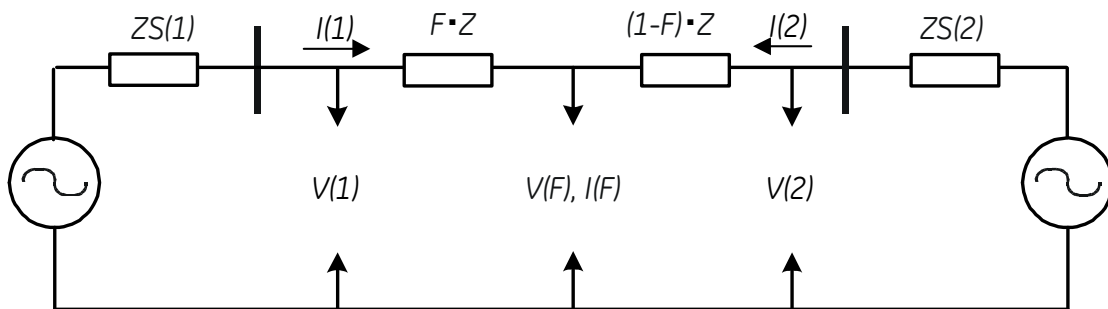 ZS(1)
I(1)
F▪Z
(1-F)▪Z
I(2)
ZS(2)
V(1)
V(F), I(F)
V(2)